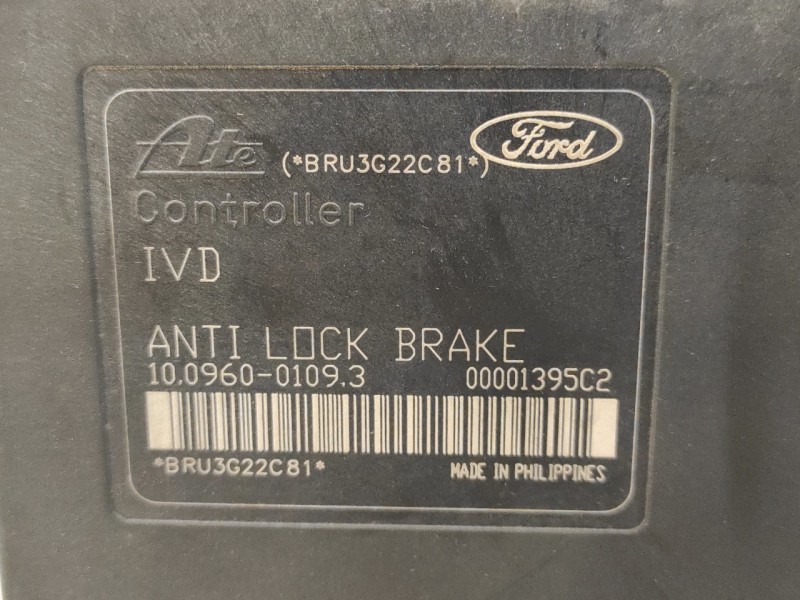 Ate (*BRU3G22C81*) Ford
Controller
IVD
ANTI LOCK BRAKE
10.0960-0109.3 00001395C2
*BRU3G22C81* MADE IN PHILIPPINES